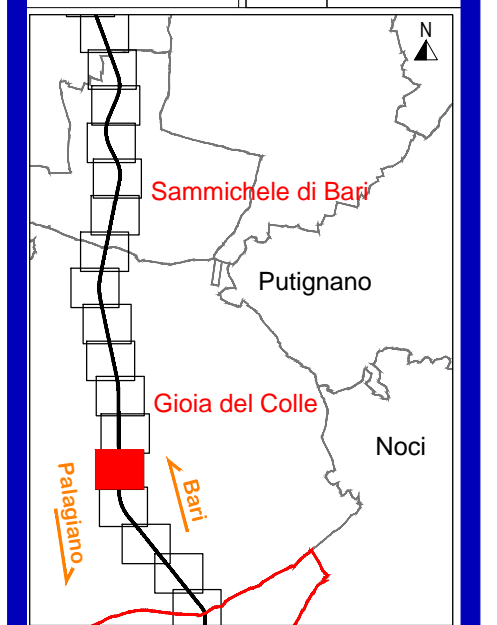 N
Sammichele di Bari
Putignano
Gioia del Colle
Noci
Palagiano
Bari